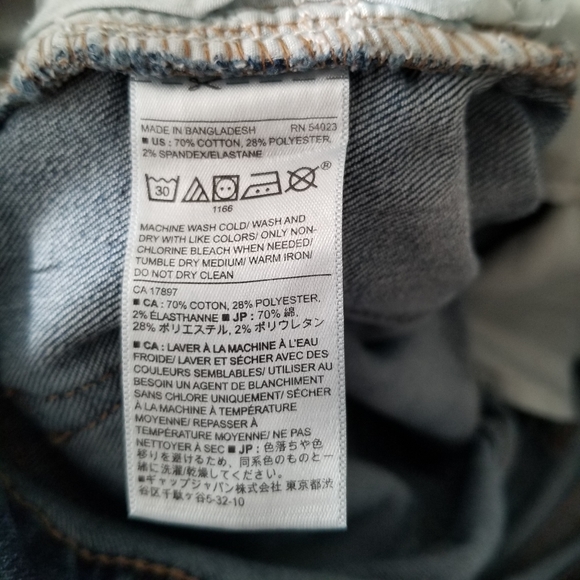 MADE IN BANGLADESH RN 54023
■ US : 70% COTTON, 28% POLYESTER,
2% SPANDEX/ELASTANE
30 ®
1166
MACHINE WASH COLD/ WASH AND
DRY WITH LIKE COLORS/ ONLY NON-
CHLORINE BLEACH WHEN NEEDED/
TUMBLE DRY MEDIUM/ WARM IRON/
DO NOT DRY CLEAN
CA 17897
■ CA : 70% COTON, 28% POLYESTER,
2% ÉLASTHANNE ■ JP : 70% 綿,
28% ポリエステル, 2% ポリウレタン
■ CA : LAVER À LA MACHINE À L'EAU
FROIDE/ LAVER ET SÉCHER AVEC DES
COULEURS SEMBLABLES/ UTILISER AU
BESOIN UN AGENT DE BLANCHIMENT
SANS CHLORE UNIQUEMENT/ SÉCHER
À LA MACHINE À TEMPÉRATURE
MOYENNE/ REPASSER À
TEMPÉRATURE MOYENNE/ NE PAS
NETTOYER À SEC ■ JP : 色落ちや色
移りを避けるため、同系色のものと一
緒に洗濯/乾燥してください。
■ギャップジャパン株式会社 東京都渋
谷区千駄ヶ谷5-32-10